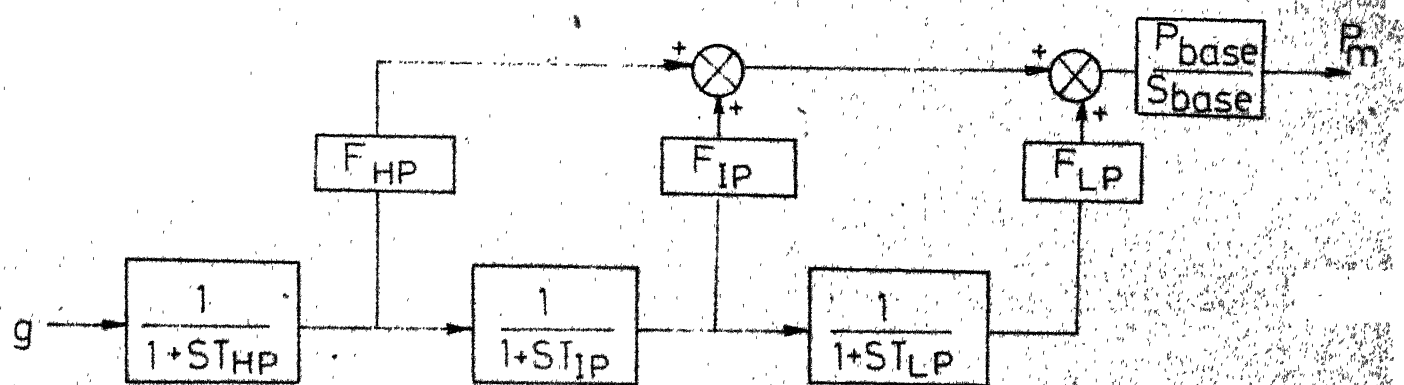 +
+
P_base
P_m
S_base
+
+
F_HP
F_IP
F_LP
g
1
1+ST_HP
1
1+ST_IP
1
1+ST_LP